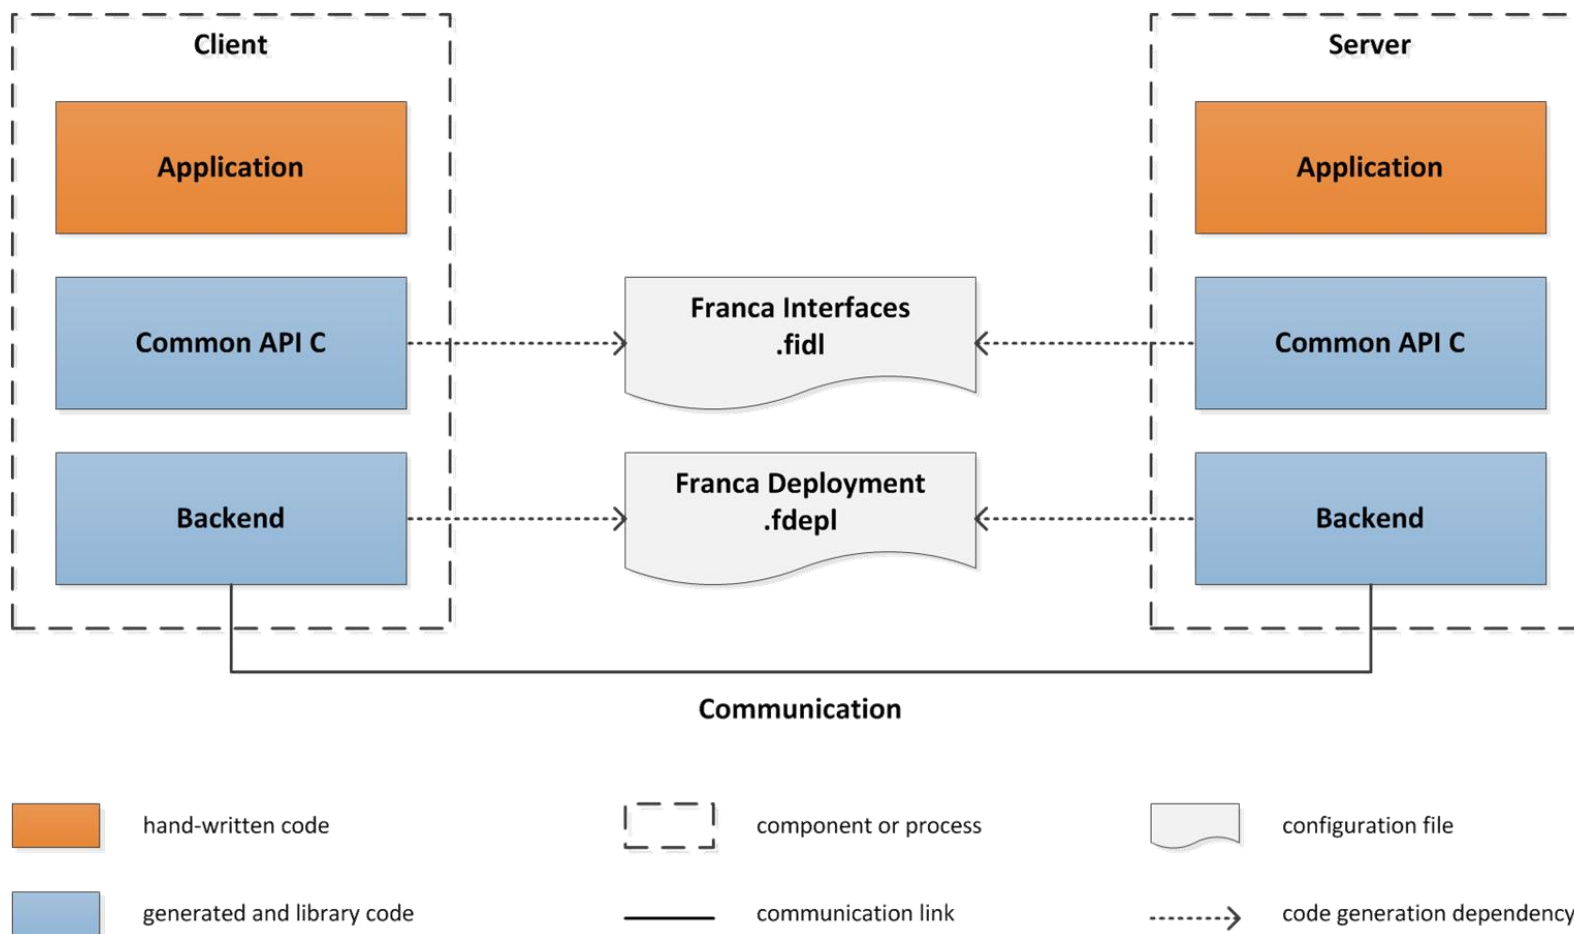 Client
Server
Application
Application
Franca Interfaces
.fidl
Common API C
Common API C
Franca Deployment
.fdepl
Backend
Backend
Communication
hand-written code
component or process
configuration file
generated and library code
communication link
code generation dependency